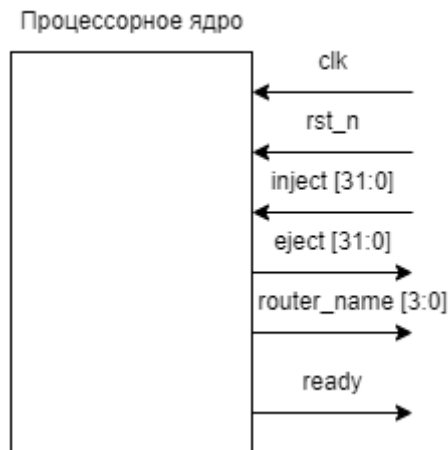 Процессорное ядро
clk
rst_n
inject [31:0]
eject [31:0]
router_name [3:0]
ready